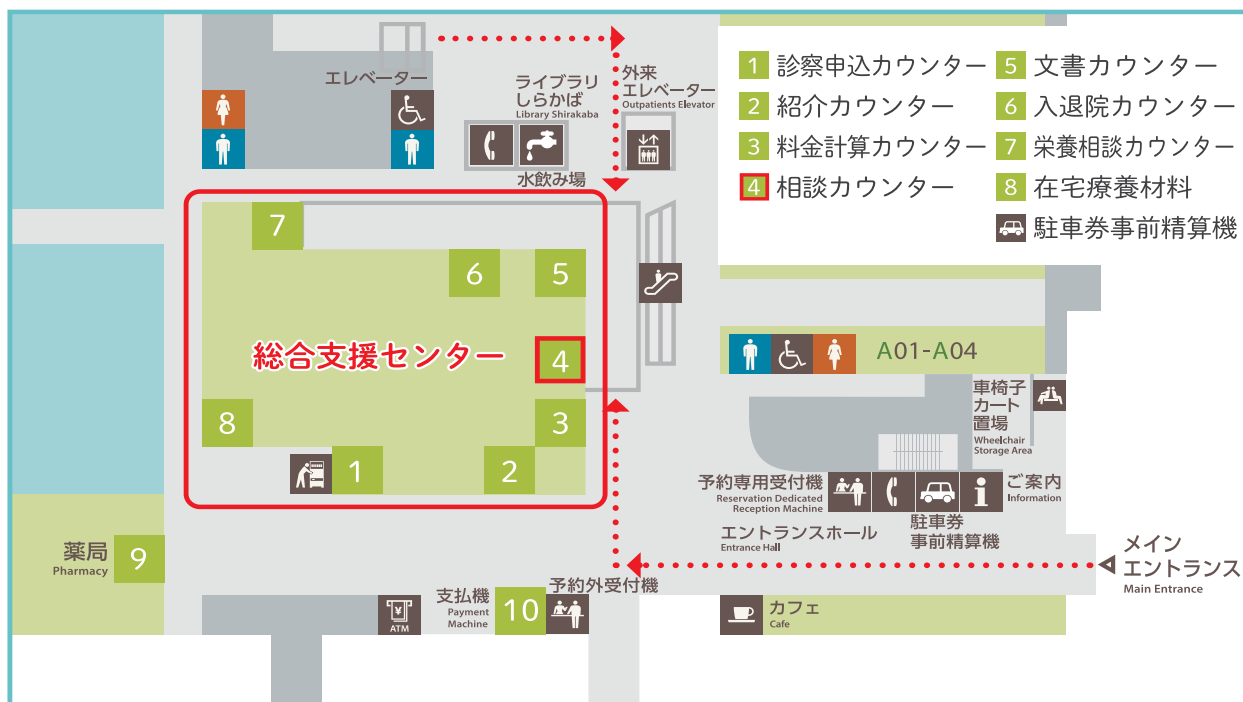 エレベーター
ライブラリ
しらかば
Library Shirakaba
外来
エレベーター
Outpatients Elevator
水飲み場
1 診察申込カウンター
2 紹介カウンター
3 料金計算カウンター
4 相談カウンター
5 文書カウンター
6 入退院カウンター
7 栄養相談カウンター
8 在宅療養材料
駐車券事前精算機
7
6
5
総合支援センター
4
8
3
1
2
A01-A04
車椅子
カート
置場
Wheelchair
Storage Area
予約専用受付機
Reservation Dedicated
Reception Machine
ご案内
Information
エントランスホール
Entrance Hall
駐車券
事前精算機
メイン
エントランス
Main Entrance
薬局
Pharmacy
9
¥
ATM
支払機
Payment
Machine
10
予約外受付機
カフェ
Cafe